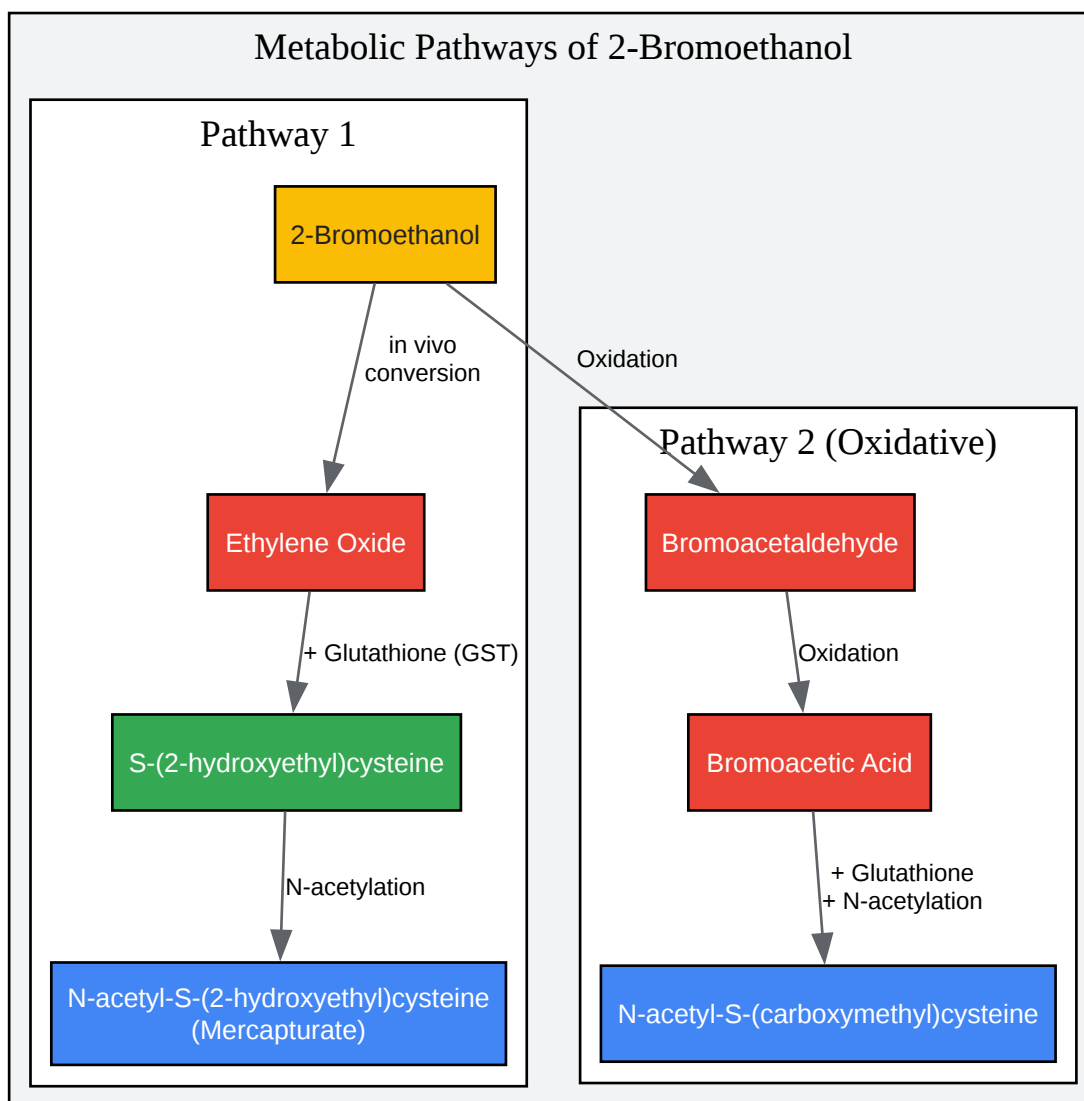 Metabolic Pathways of 2-Bromoethanol
Pathway 1
2-Bromoethanol
in vivo
conversion
Oxidation
Pathway 2 (Oxidative)
Ethylene Oxide
Bromoacetaldehyde
+ Glutathione (GST)
Oxidation
S-(2-hydroxyethyl)cysteine
Bromoacetic Acid
N-acetylation
+ Glutathione
+ N-acetylation
N-acetyl-S-(2-hydroxyethyl)cysteine
(Mercapturate)
N-acetyl-S-(carboxymethyl)cysteine